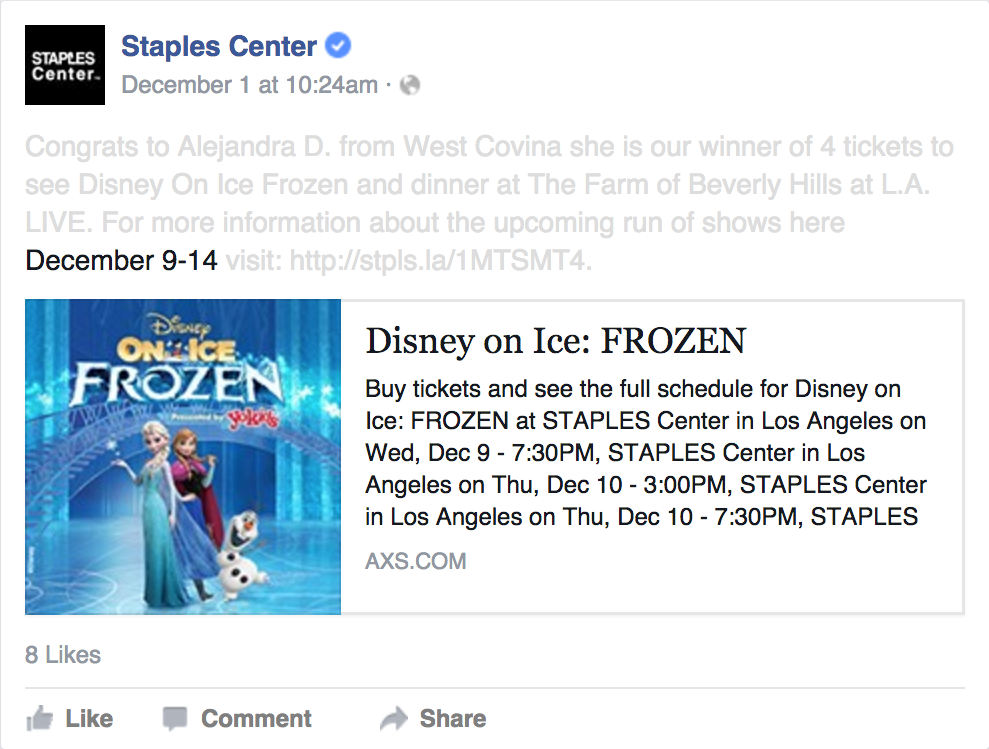 STAPLES
Center™
Staples Center
December 1 at 10:24am ·
Congrats to Alejandra D. from West Covina she is our winner of 4 tickets to
see Disney On Ice Frozen and dinner at The Farm of Beverly Hills at L.A.
LIVE. For more information about the upcoming run of shows here
December 9-14 visit: http://stpls.la/1MTSMT4.
Disney
ON ICE
FROZEN
Presented by Yokids
Disney on Ice: FROZEN
Buy tickets and see the full schedule for Disney on
Ice: FROZEN at STAPLES Center in Los Angeles on
Wed, Dec 9 - 7:30PM, STAPLES Center in Los
Angeles on Thu, Dec 10 - 3:00PM, STAPLES Center
in Los Angeles on Thu, Dec 10 - 7:30PM, STAPLES
AXS.COM
8 Likes
Like Comment Share